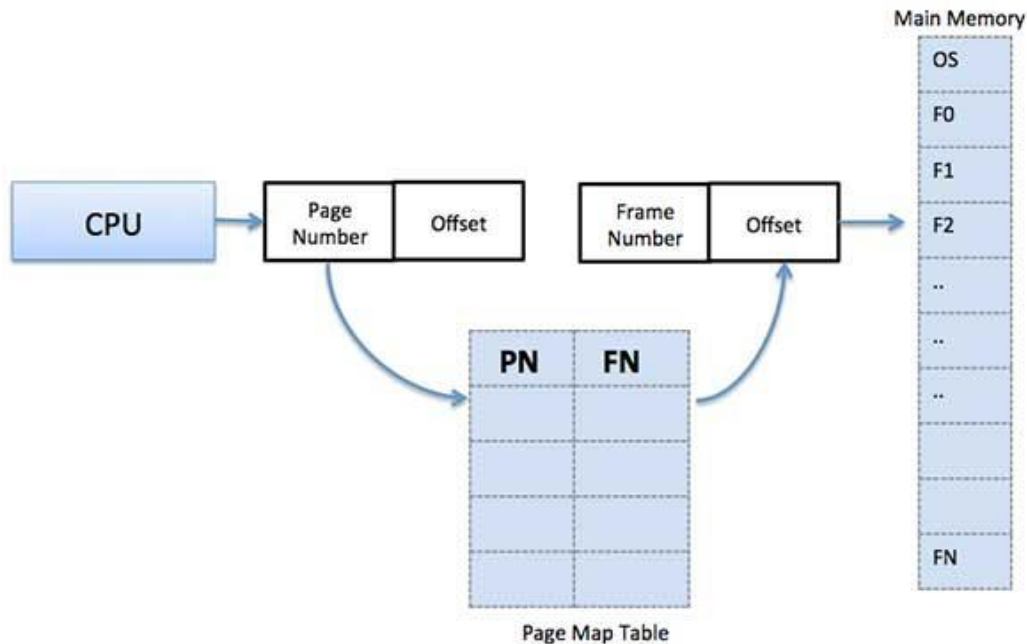 Main Memory
OS
F0
F1
F2
..
..
..
FN
CPU
Page
Number
Offset
Frame
Number
Offset
PN FN
Page Map Table